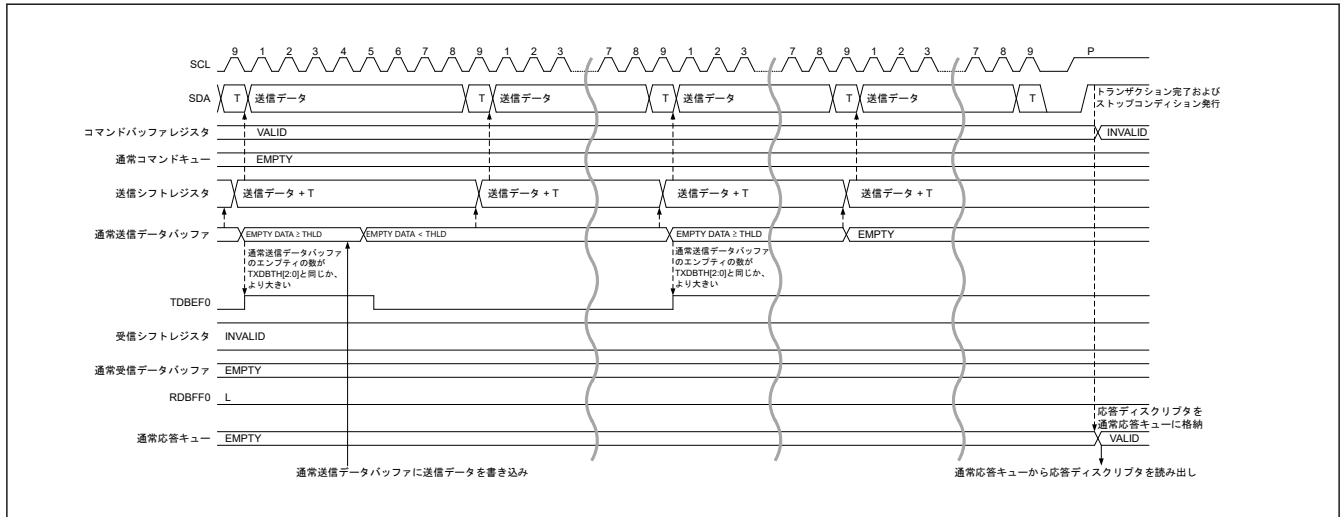 9 1 2 3 4 5 6 7 8 9 1 2 3 7 8 9 1 2 3 7 8 9 1 2 3 7 8 9 P
SCL
SDA T 送信データ T 送信データ T 送信データ T 送信データ T
トランザクション完了および
ストップコンディション発行
コマンドバッファレジスタ VALID INVALID
通常コマンドキュー EMPTY
送信シフトレジスタ 送信データ + T 送信データ + T 送信データ + T 送信データ + T
通常送信データバッファ EMPTY DATA ≥ THLD EMPTY DATA < THLD EMPTY DATA ≥ THLD EMPTY
通常送信データバッファ
のエンプティの数が
TXDBTH[2:0]と同じか、
より大きい
通常送信データバッファ
のエンプティの数が
TXDBTH[2:0]と同じか、
より大きい
TDBEF0
受信シフトレジスタ INVALID
通常受信データバッファ EMPTY
RDBFF0 L
応答ディスクリプタを
通常応答キューに格納
通常応答キュー EMPTY VALID
通常送信データバッファに送信データを書き込み
通常応答キューから応答ディスクリプタを読み出し